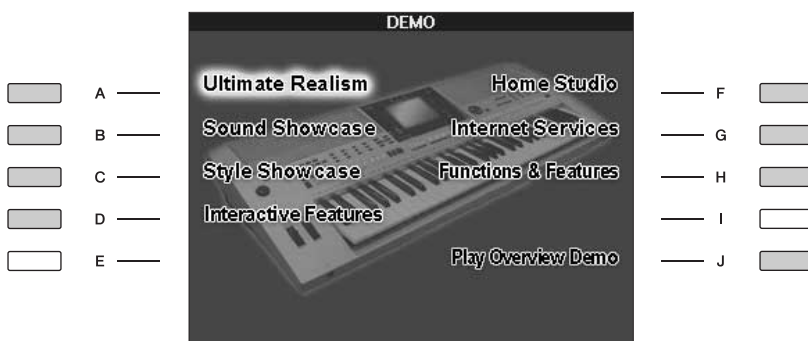 DEMO
A Ultimate Realism Home Studio F
B Sound Showcase Internet Services G
C Style Showcase Functions & Features H
D Interactive Features I
E Play Overview Demo J